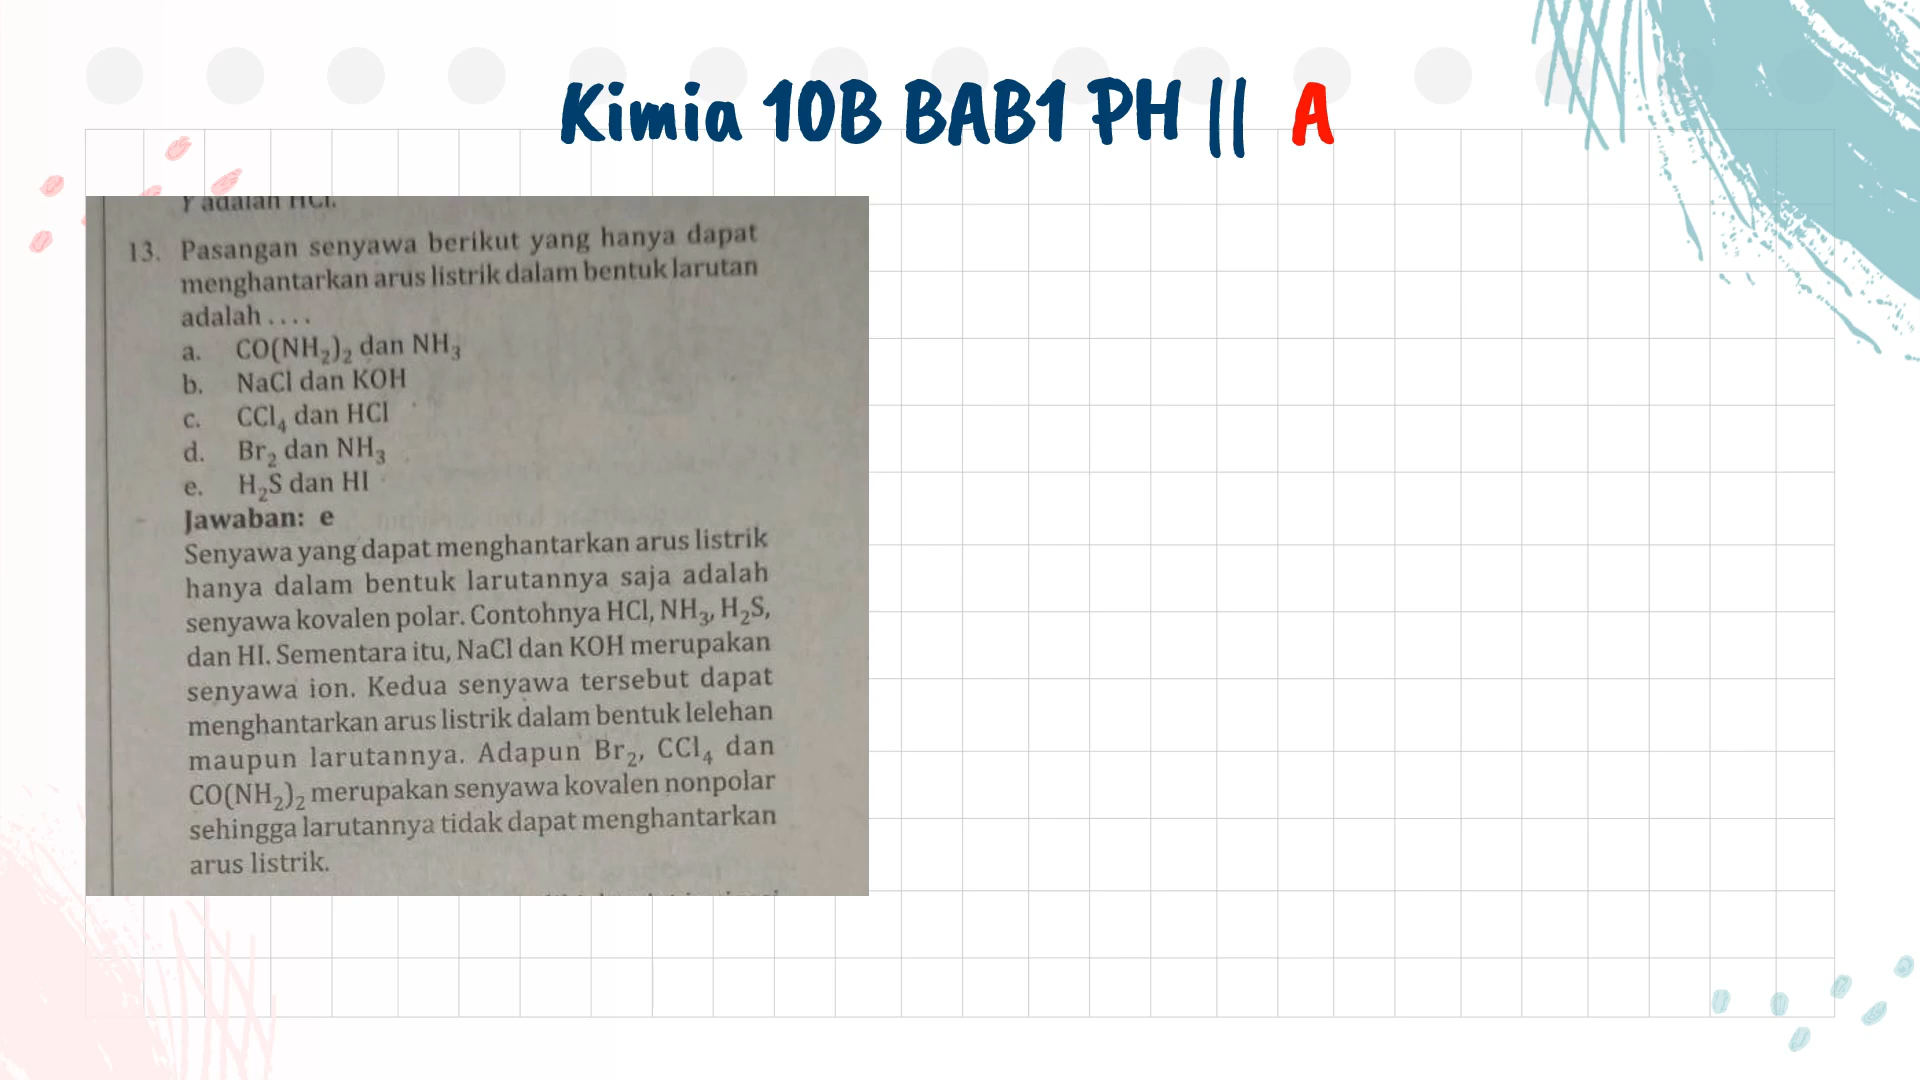 Kimia 10B BAB1 PH || A
Y adalah HCl.
13. Pasangan senyawa berikut yang hanya dapat
menghantarkan arus listrik dalam bentuk larutan
adalah . . . .
a. CO(NH₂)₂ dan NH₃
b. NaCl dan KOH
c. CCl₄ dan HCl
d. Br₂ dan NH₃
e. H₂S dan HI
Jawaban: e
Senyawa yang dapat menghantarkan arus listrik
hanya dalam bentuk larutannya saja adalah
senyawa kovalen polar. Contohnya HCl, NH₃, H₂S,
dan HI. Sementara itu, NaCl dan KOH merupakan
senyawa ion. Kedua senyawa tersebut dapat
menghantarkan arus listrik dalam bentuk lelehan
maupun larutannya. Adapun Br₂, CCl₄ dan
CO(NH₂)₂ merupakan senyawa kovalen nonpolar
sehingga larutannya tidak dapat menghantarkan
arus listrik.